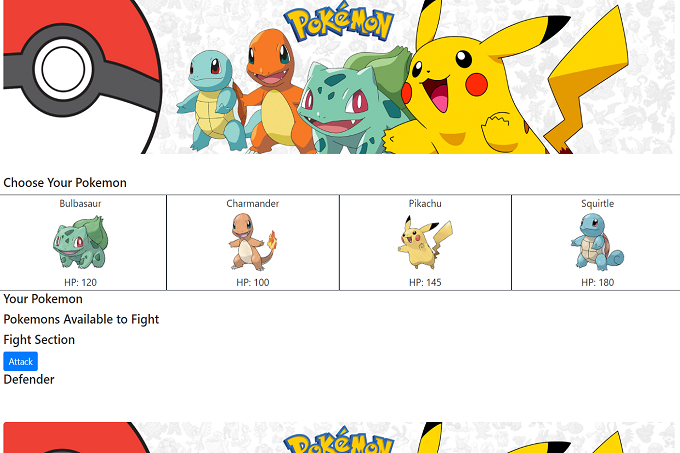 POKéMON
Choose Your Pokemon
Bulbasaur
Charmander
Pikachu
Squirtle
HP: 120
HP: 100
HP: 145
HP: 180
Your Pokemon
Pokemons Available to Fight
Fight Section
Attack
Defender
POKéMON